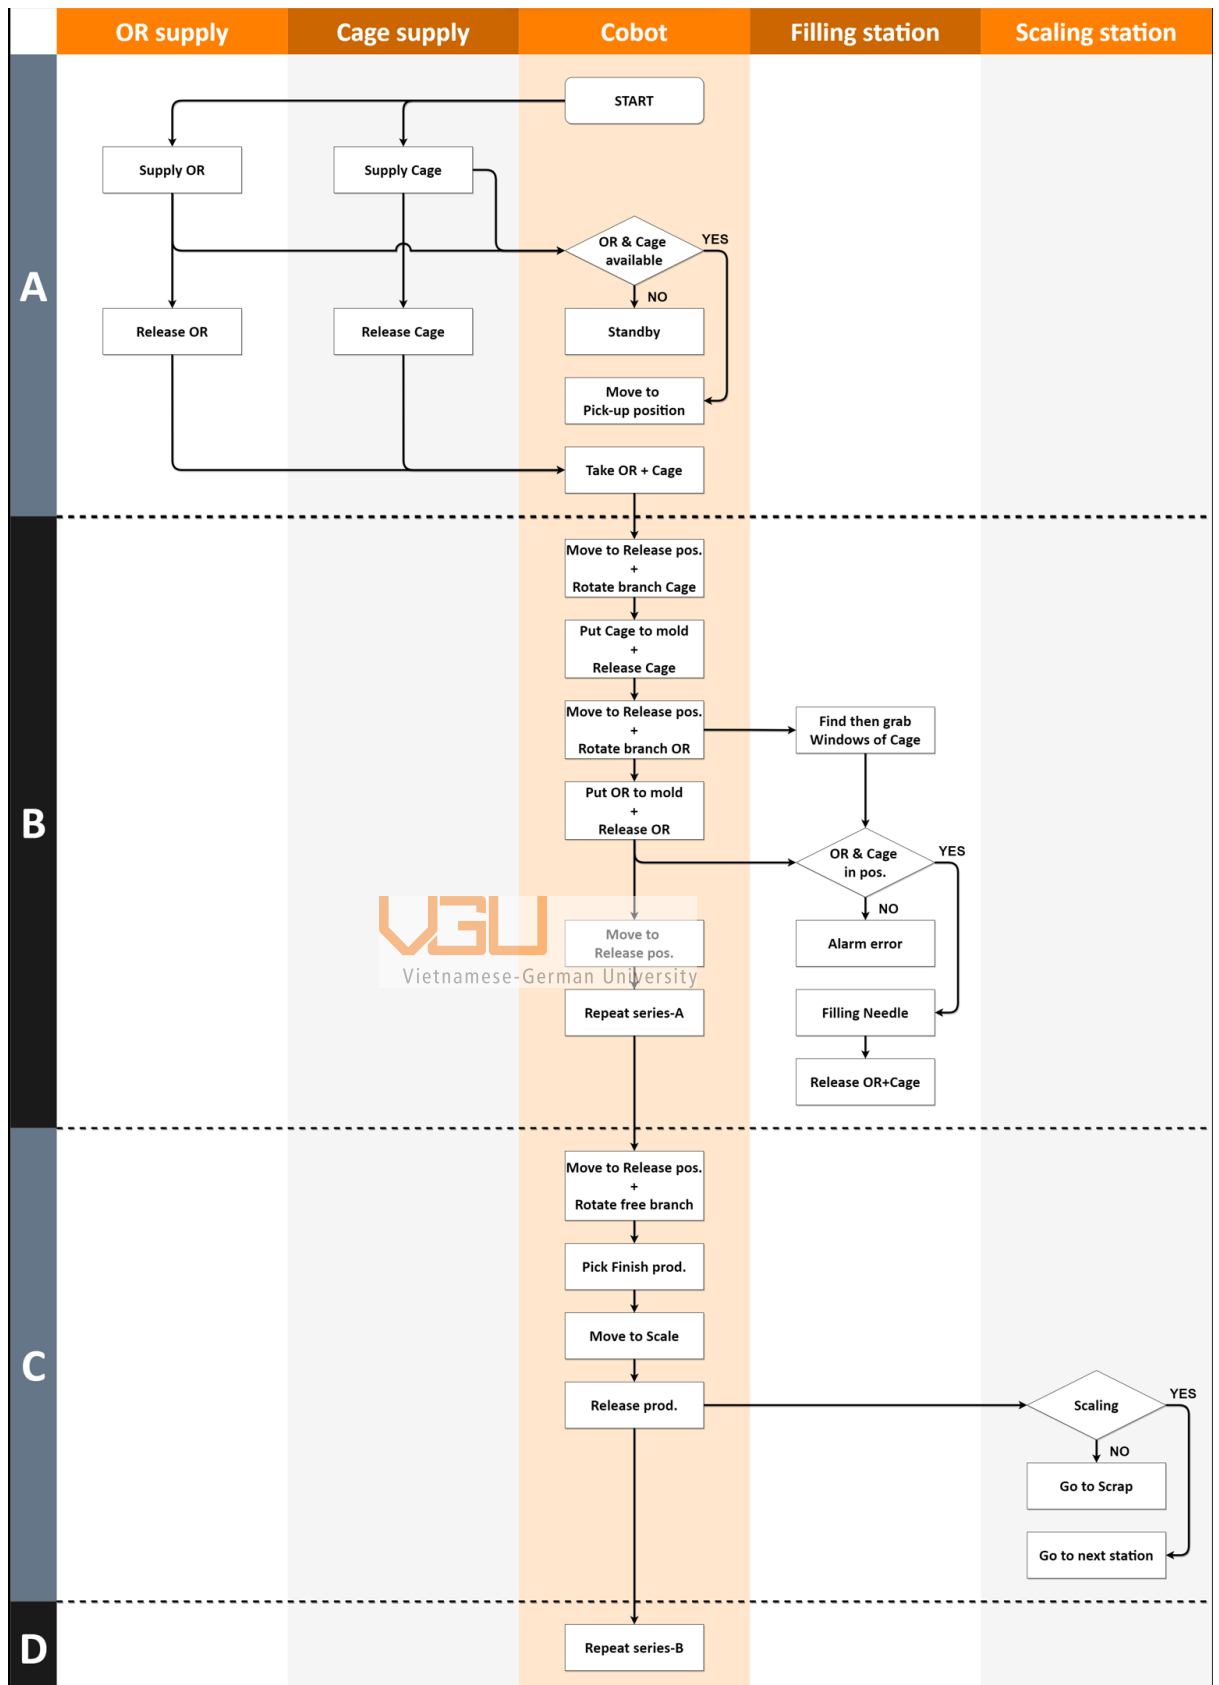 OR supply
Cage supply
Cobot
Filling station
Scaling station
A
START
Supply OR
Supply Cage
OR & Cage
available
YES
NO
Release OR
Release Cage
Standby
Move to
Pick-up position
Take OR + Cage
B
Move to Release pos.
+
Rotate branch Cage
Put Cage to mold
+
Release Cage
Move to Release pos.
+
Rotate branch OR
Find then grab
Windows of Cage
Put OR to mold
+
Release OR
OR & Cage
in pos.
YES
NO
VGU
Vietnamese-German University
Move to
Release pos.
Alarm error
Repeat series-A
Filling Needle
Release OR+Cage
C
Move to Release pos.
+
Rotate free branch
Pick Finish prod.
Move to Scale
Release prod.
Scaling
YES
NO
Go to Scrap
Go to next station
D
Repeat series-B